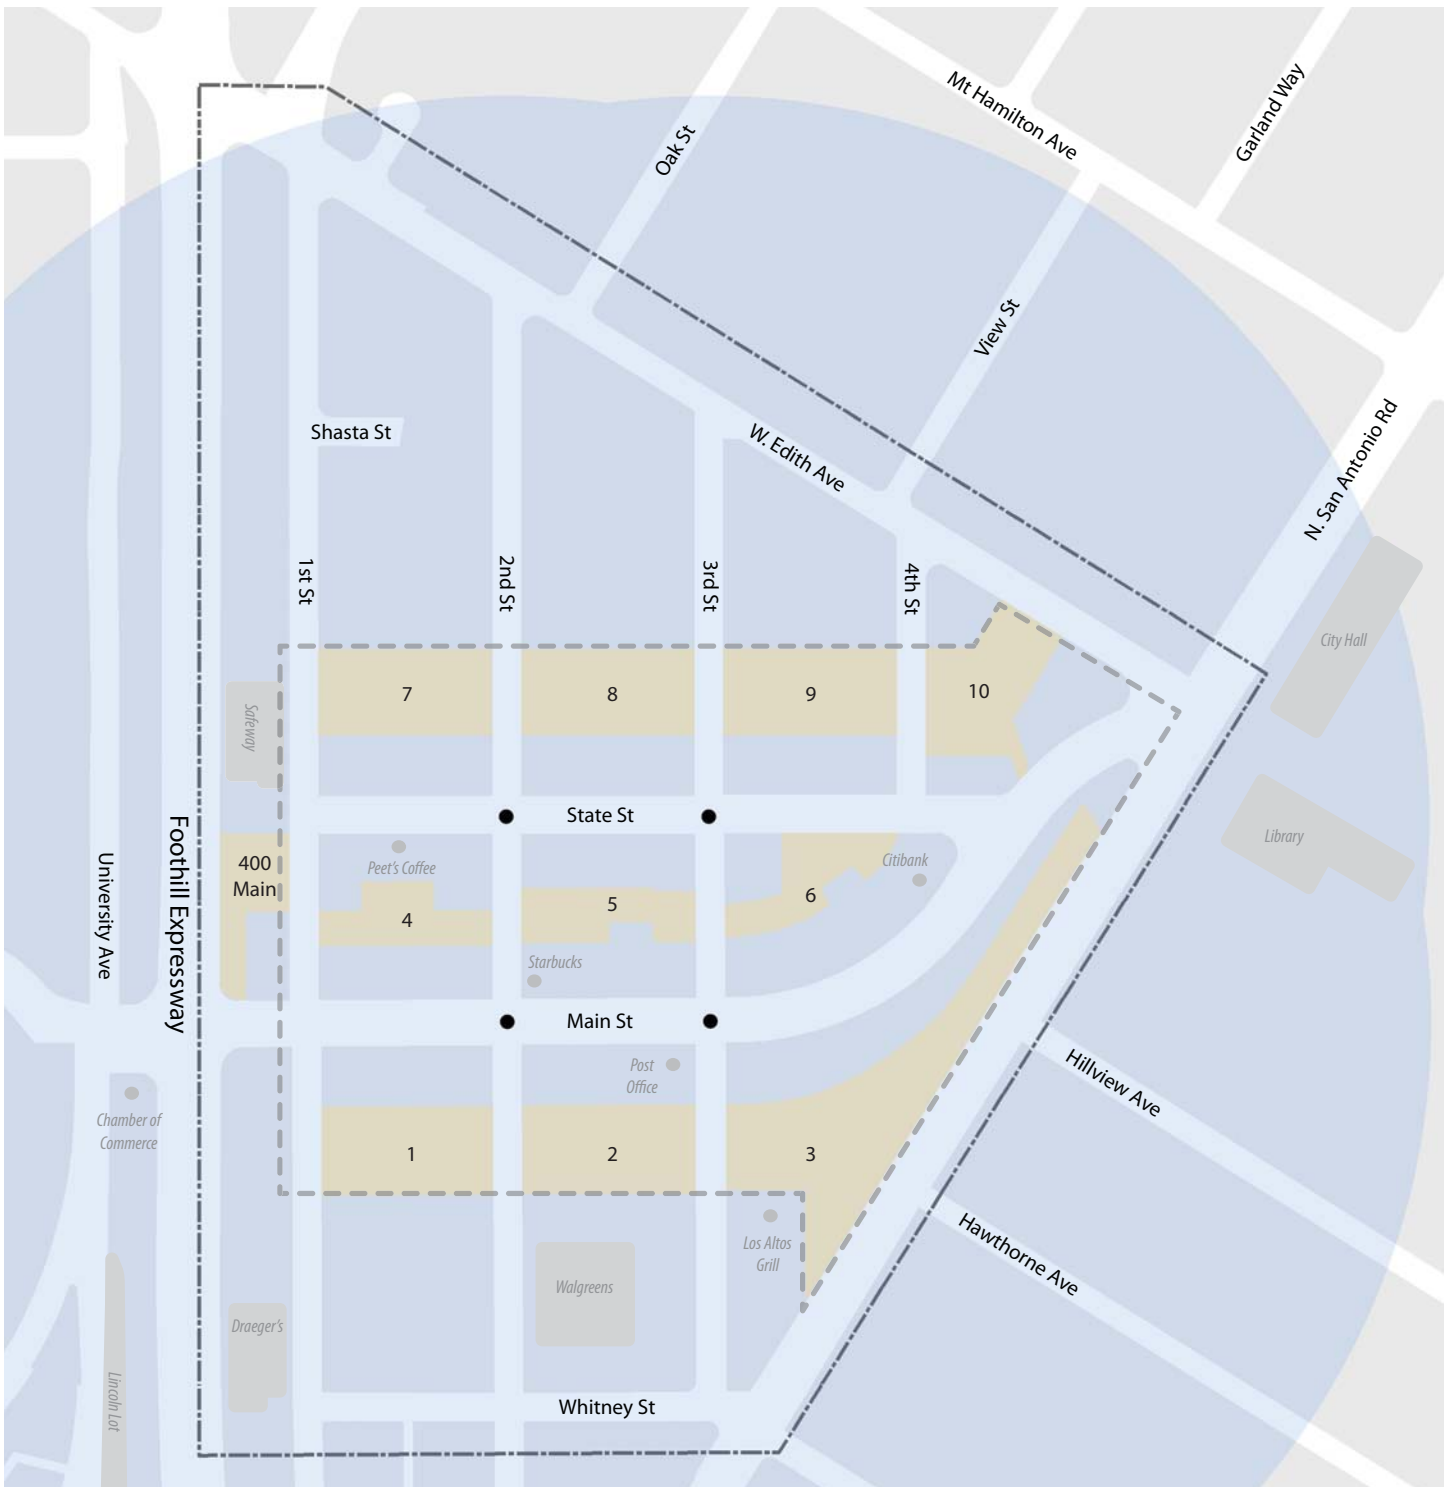 Mt Hamilton Ave
Garland Way
Oak St
View St
N. San Antonio Rd
Shasta St
W. Edith Ave
1st St
2nd St
3rd St
4th St
City Hall
Safeway
7
8
9
10
State St
Library
Foothill Expressway
University Ave
400
Main
Peet's Coffee
4
5
6
Citibank
Starbucks
Main St
Post
Office
Hillview Ave
Chamber of
Commerce
1
2
3
Hawthorne Ave
Los Altos
Grill
Walgreens
Draeger's
Lincoln Lot
Whitney St